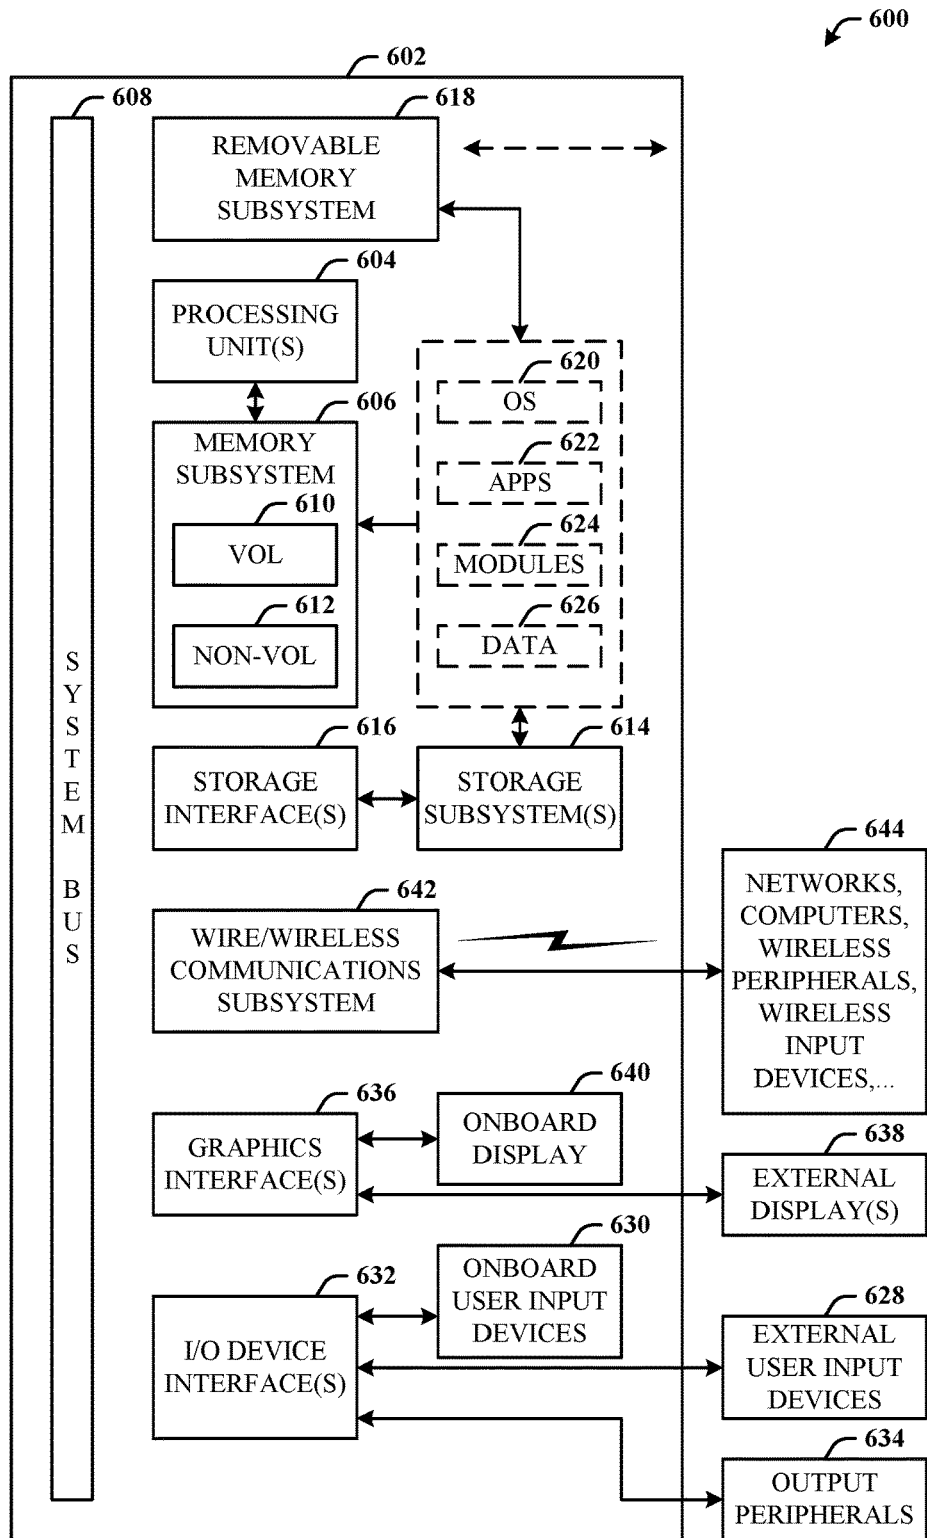 600
602
608
618
REMOVABLE
MEMORY
SUBSYSTEM
604
PROCESSING
UNIT(S)
606
MEMORY
SUBSYSTEM
610
VOL
612
NON-VOL
620
OS
622
APPS
624
MODULES
626
DATA
SYSTEM BUS
616
STORAGE
INTERFACE(S)
614
STORAGE
SUBSYSTEM(S)
642
WIRE/WIRELESS
COMMUNICATIONS
SUBSYSTEM
644
NETWORKS,
COMPUTERS,
WIRELESS
PERIPHERALS,
WIRELESS
INPUT
DEVICES,...
636
GRAPHICS
INTERFACE(S)
640
ONBOARD
DISPLAY
638
EXTERNAL
DISPLAY(S)
632
I/O DEVICE
INTERFACE(S)
630
ONBOARD
USER INPUT
DEVICES
628
EXTERNAL
USER INPUT
DEVICES
634
OUTPUT
PERIPHERALS